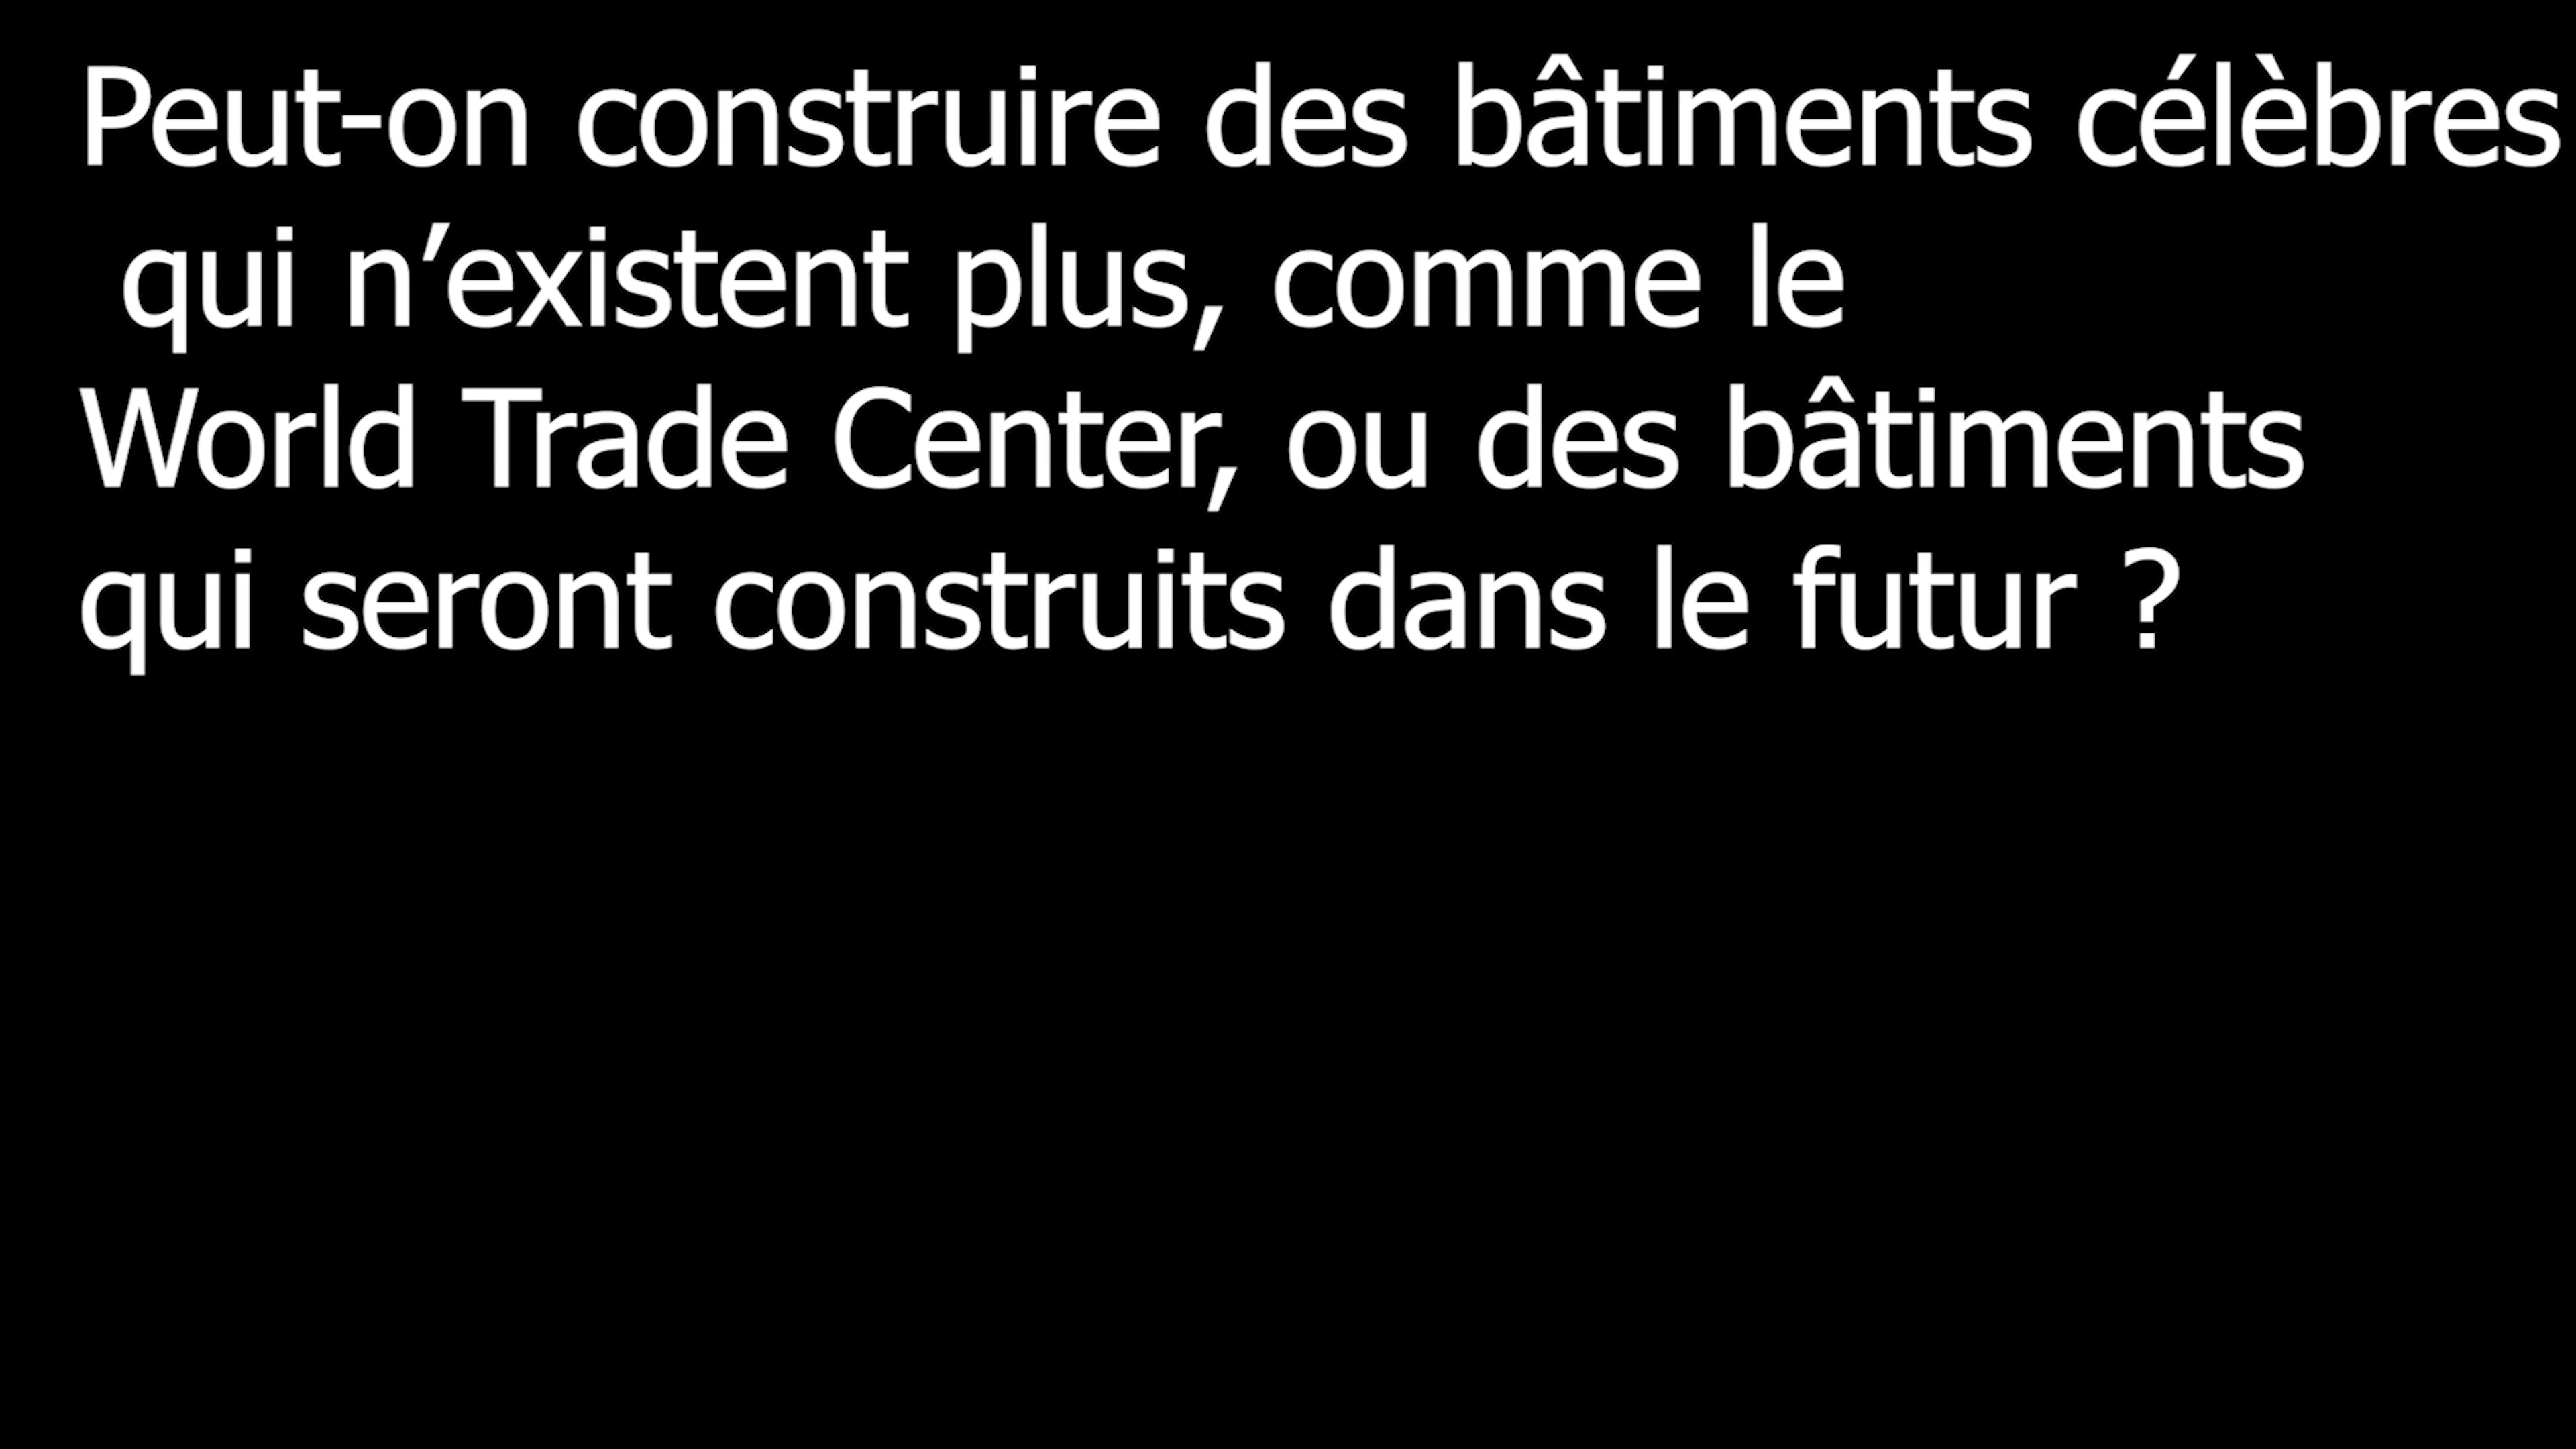 Peut-on construire des bâtiments célèbres
qui n’existent plus, comme le
World Trade Center, ou des bâtiments
qui seront construits dans le futur ?